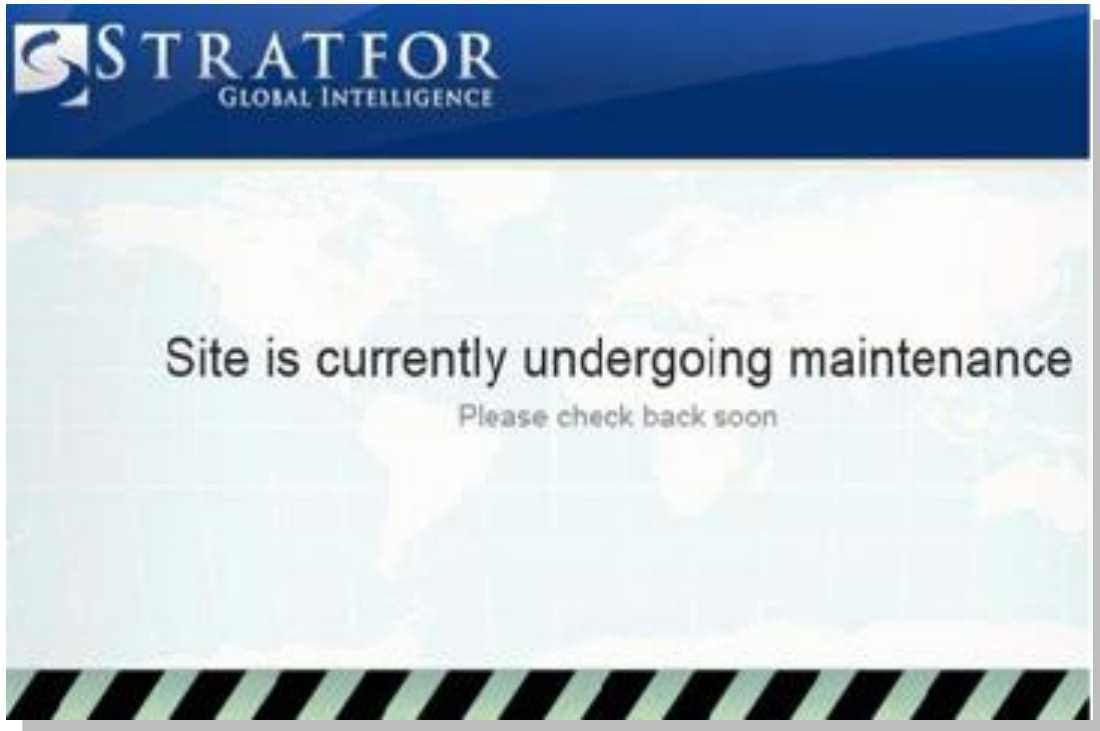 STRATFOR
GLOBAL INTELLIGENCE
Site is currently undergoing maintenance
Please check back soon